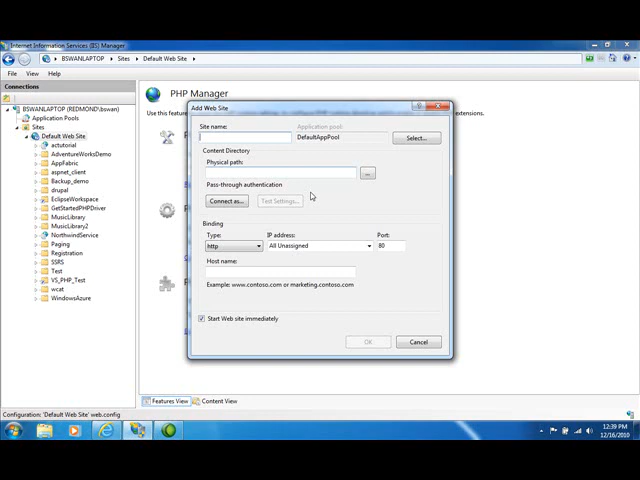 Internet Information Services (IIS) Manager
BSWANLAPTOP ▸ Sites ▸ Default Web Site ▸
File View Help
Connections
BSWANLAPTOP (REDMOND\bswan)
Application Pools
Sites
Default Web Site
actutorial
AdventureWorksDemo
AppFabric
aspnet_client
Backup_demo
drupal
EclipseWorkspace
GetStartedPHPDriver
MusicLibrary
MusicLibrary2
NorthwindService
Paging
Registration
SSRS
Test
VS_PHP_Test
wcat
WindowsAzure
PHP Manager
Use this featur
Add Web Site
Site name:
Application pool:
DefaultAppPool
Select...
Content Directory
Physical path:
...
Pass-through authentication
Connect as...
Test Settings...
Binding
Type:
IP address:
Port:
http
All Unassigned
80
Host name:
Example: www.contoso.com or marketing.contoso.com
Start Web site immediately
OK
Cancel
Features View
Content View
Configuration: 'Default Web Site' web.config
12:39 PM
12/16/2010